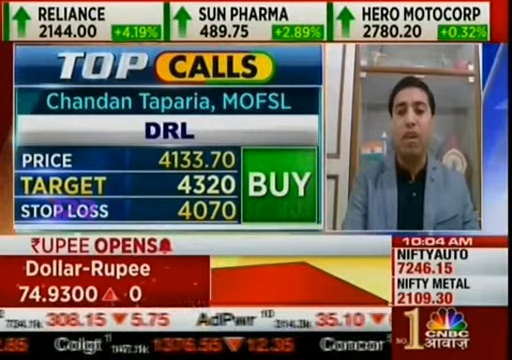 RELIANCE
2144.00 +4.19%
SUN PHARMA
489.75 +2.89%
HERO MOTOCORP
2780.20 +0.32%
TOP CALLS
Chandan Taparia, MOFSL
DRL
PRICE 4133.70
TARGET 4320
STOP LOSS 4070
BUY
₹UPEE OPENS
Dollar-Rupee
74.9300 0
10:04 AM
NIFTYAUTO
7246.15
NIFTY METAL
2109.30
308.15 5.75 AdPwr 35.10
Colgt 12.35 Concor
NO 1 CNBC
आवाज़